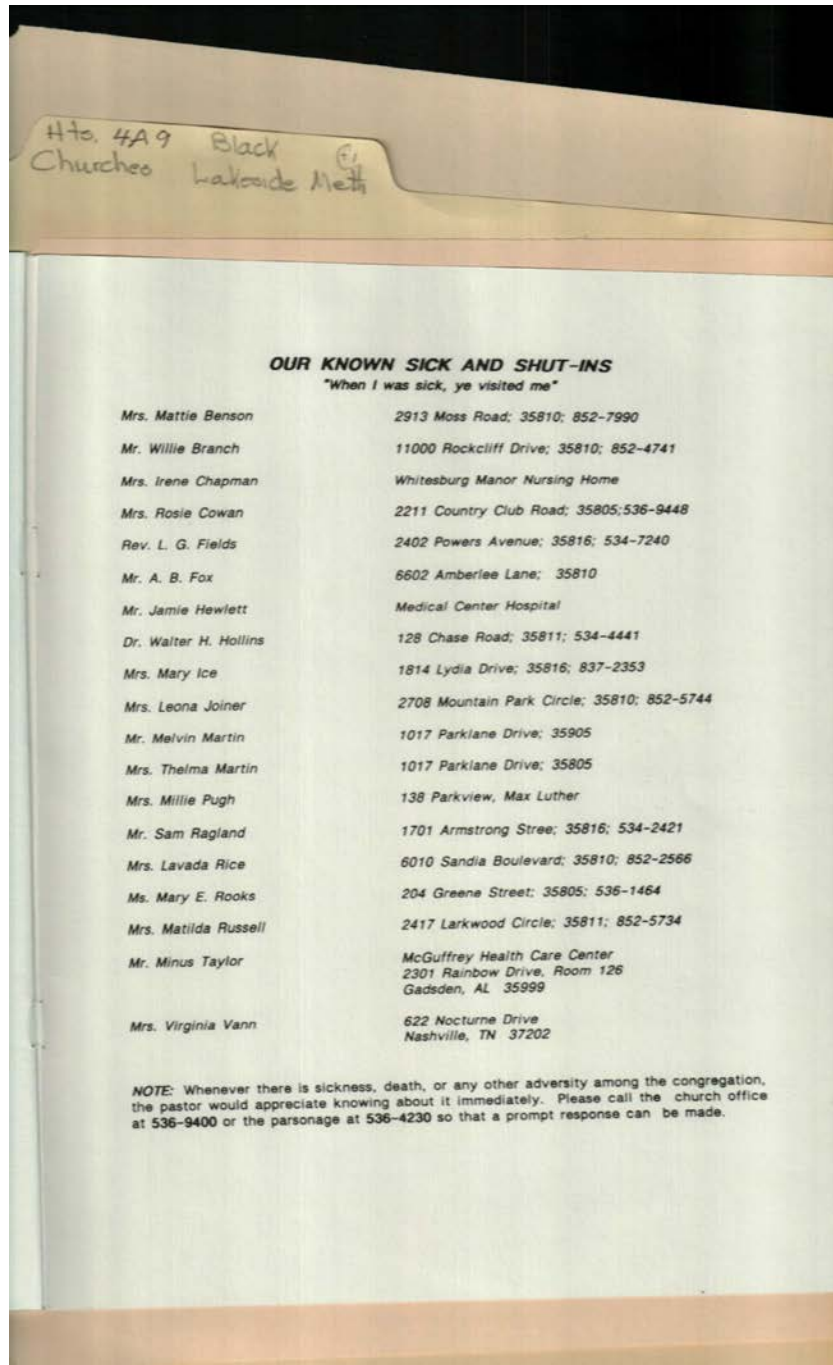 Hts. 4A9 Black
Churches Lakeside Meth
OUR KNOWN SICK AND SHUT-INS
"When I was sick, ye visited me"
Mrs. Mattie Benson 2913 Moss Road; 35810; 852-7990
Mr. Willie Branch 11000 Rockcliff Drive; 35810; 852-4741
Mrs. Irene Chapman Whitesburg Manor Nursing Home
Mrs. Rosie Cowan 2211 Country Club Road; 35805;536-9448
Rev. L. G. Fields 2402 Powers Avenue; 35816; 534-7240
Mr. A. B. Fox 6602 Amberlee Lane; 35810
Mr. Jamie Hewlett Medical Center Hospital
Dr. Walter H. Hollins 128 Chase Road; 35811; 534-4441
Mrs. Mary Ice 1814 Lydia Drive; 35816; 837-2353
Mrs. Leona Joiner 2708 Mountain Park Circle; 35810; 852-5744
Mr. Melvin Martin 1017 Parklane Drive; 35905
Mrs. Thelma Martin 1017 Parklane Drive; 35805
Mrs. Millie Pugh 138 Parkview, Max Luther
Mr. Sam Ragland 1701 Armstrong Stree; 35816; 534-2421
Mrs. Lavada Rice 6010 Sandia Boulevard; 35810; 852-2566
Ms. Mary E. Rooks 204 Greene Street; 35805; 536-1464
Mrs. Matilda Russell 2417 Larkwood Circle; 35811; 852-5734
Mr. Minus Taylor McGuffrey Health Care Center
2301 Rainbow Drive, Room 126
Gadsden, AL 35999
Mrs. Virginia Vann 622 Nocturne Drive
Nashville, TN 37202
NOTE: Whenever there is sickness, death, or any other adversity among the congregation,
the pastor would appreciate knowing about it immediately. Please call the church office
at 536-9400 or the parsonage at 536-4230 so that a prompt response can be made.